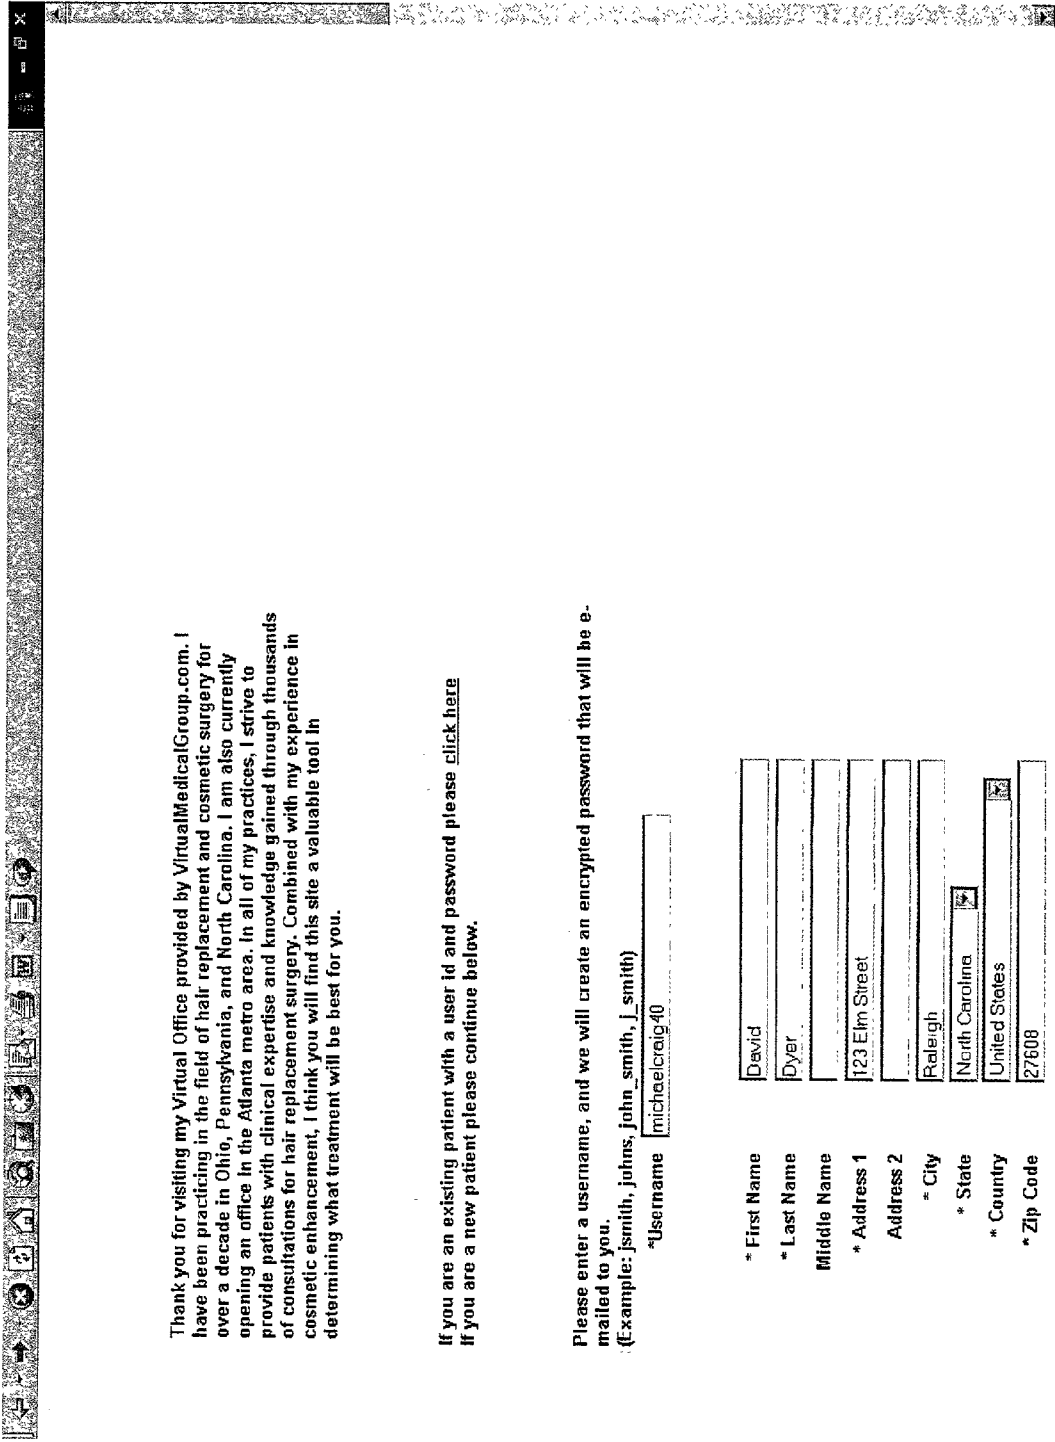 Thank you for visiting my Virtual Office provided by VirtualMedicalGroup.com. I
have been practicing in the field of hair replacement and cosmetic surgery for
over a decade in Ohio, Pennsylvania, and North Carolina. I am also currently
opening an office in the Atlanta metro area. In all of my practices, I strive to
provide patients with clinical expertise and knowledge gained through thousands
of consultations for hair replacement surgery. Combined with my experience in
cosmetic enhancement, I think you will find this site a valuable tool in
determining what treatment will be best for you.
If you are an existing patient with a user id and password please click here
If you are a new patient please continue below.
Please enter a username, and we will create an encrypted password that will be e-
mailed to you.
(Example: jsmith, johns, john_smith, j_smith)
*Username michaelcraig40
* First Name David
* Last Name Dyer
Middle Name
* Address 1 123 Elm Street
Address 2
* City Raleigh
* State North Carolina
* Country United States
* Zip Code 27608